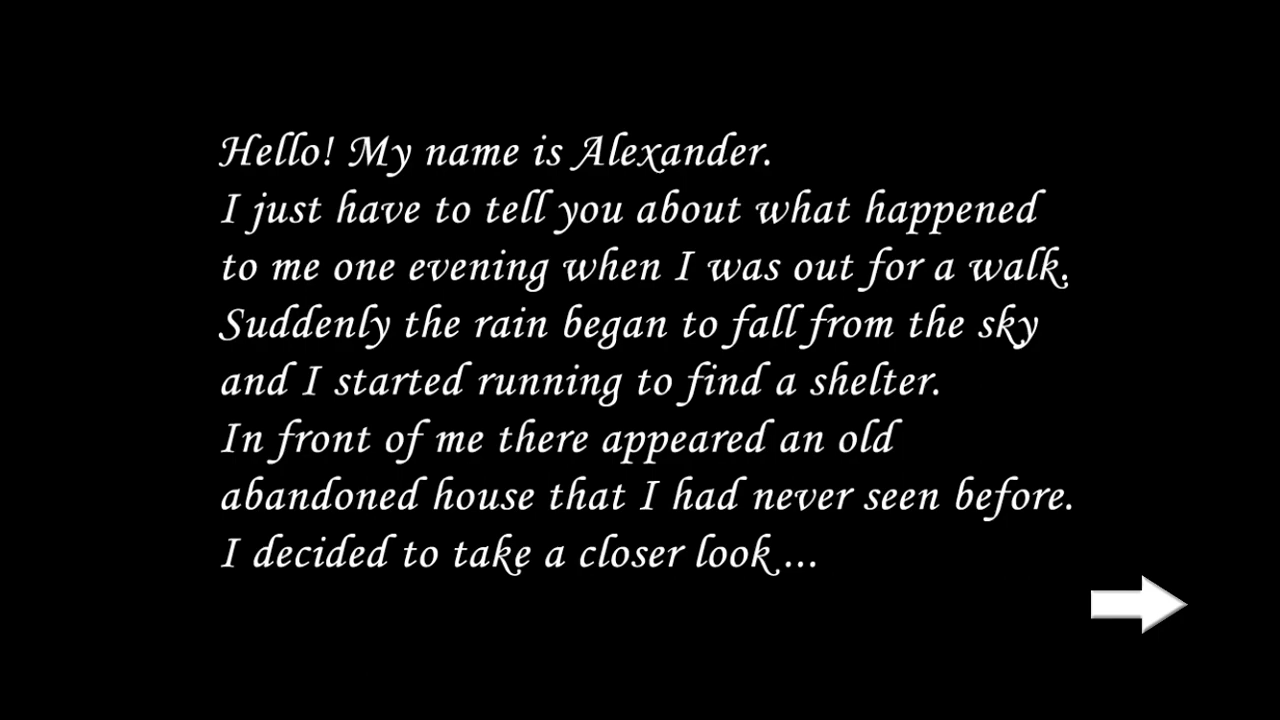 Hello! My name is Alexander.
I just have to tell you about what happened
to me one evening when I was out for a walk.
Suddenly the rain began to fall from the sky
and I started running to find a shelter.
In front of me there appeared an old
abandoned house that I had never seen before.
I decided to take a closer look ...